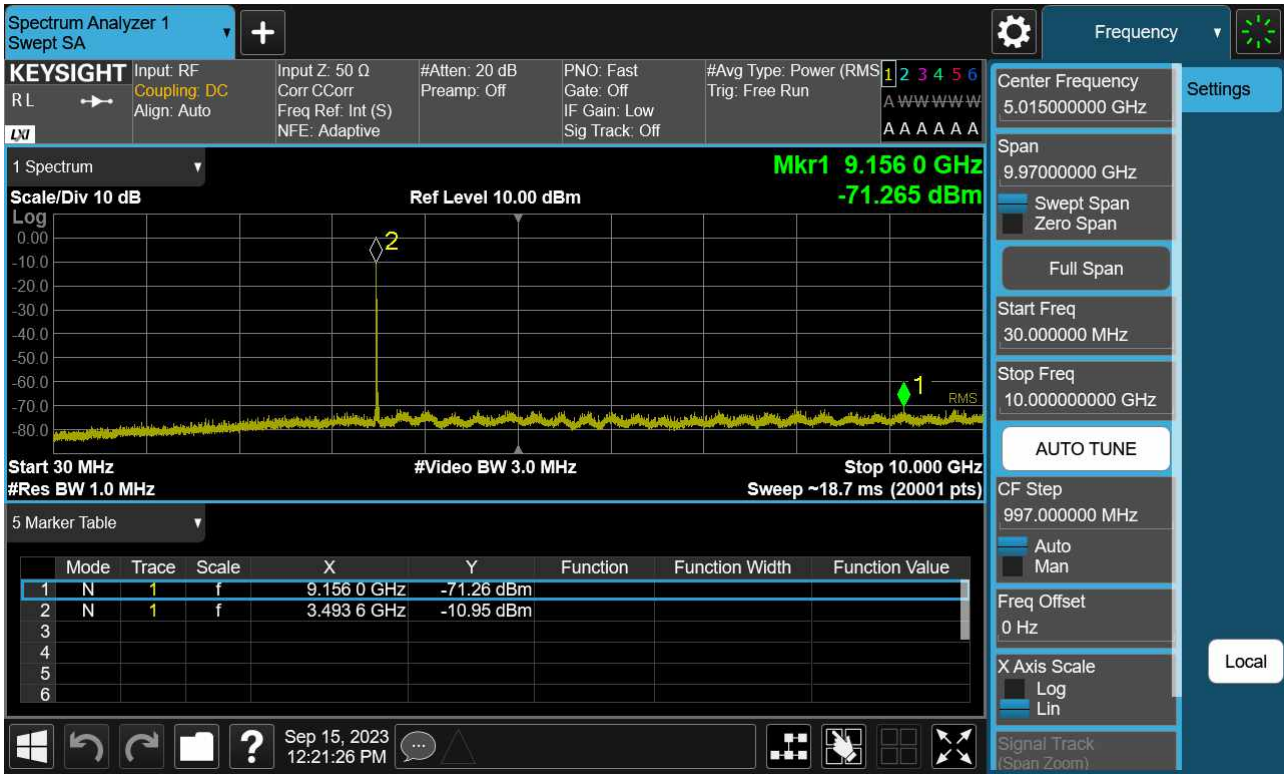 Spectrum Analyzer 1
Swept SA
Frequency
KEYSIGHT
RL
LXI
Input: RF
Coupling: DC
Align: Auto
Input Z: 50 Ω
Corr CCorr
Freq Ref: Int (S)
NFE: Adaptive
#Atten: 20 dB
Preamp: Off
PNO: Fast
Gate: Off
IF Gain: Low
Sig Track: Off
#Avg Type: Power (RMS
Trig: Free Run
1 2 3 4 5 6
A W W W W W
A A A A A A
1 Spectrum
Mkr1 9.156 0 GHz
-71.265 dBm
Scale/Div 10 dB
Ref Level 10.00 dBm
Log
0.00
-10.0
-20.0
-30.0
-40.0
-50.0
-60.0
-70.0
-80.0
2
1
RMS
Start 30 MHz
#Video BW 3.0 MHz
Stop 10.000 GHz
#Res BW 1.0 MHz
Sweep ~18.7 ms (20001 pts)
5 Marker Table
Mode Trace Scale X Y Function Function Width Function Value
1 N 1 f 9.156 0 GHz -71.26 dBm
2 N 1 f 3.493 6 GHz -10.95 dBm
3
4
5
6
Sep 15, 2023
12:21:26 PM
Settings
Center Frequency
5.015000000 GHz
Span
9.97000000 GHz
Swept Span
Zero Span
Full Span
Start Freq
30.000000 MHz
Stop Freq
10.000000000 GHz
AUTO TUNE
CF Step
997.000000 MHz
Auto
Man
Freq Offset
0 Hz
X Axis Scale
Log
Lin
Signal Track
(Span Zoom)
Local